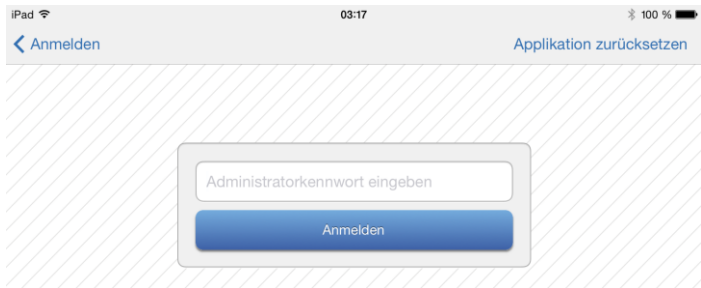 iPad 03:17 100 %
Anmelden Applikation zurücksetzen
Administratorkennwort eingeben
Anmelden